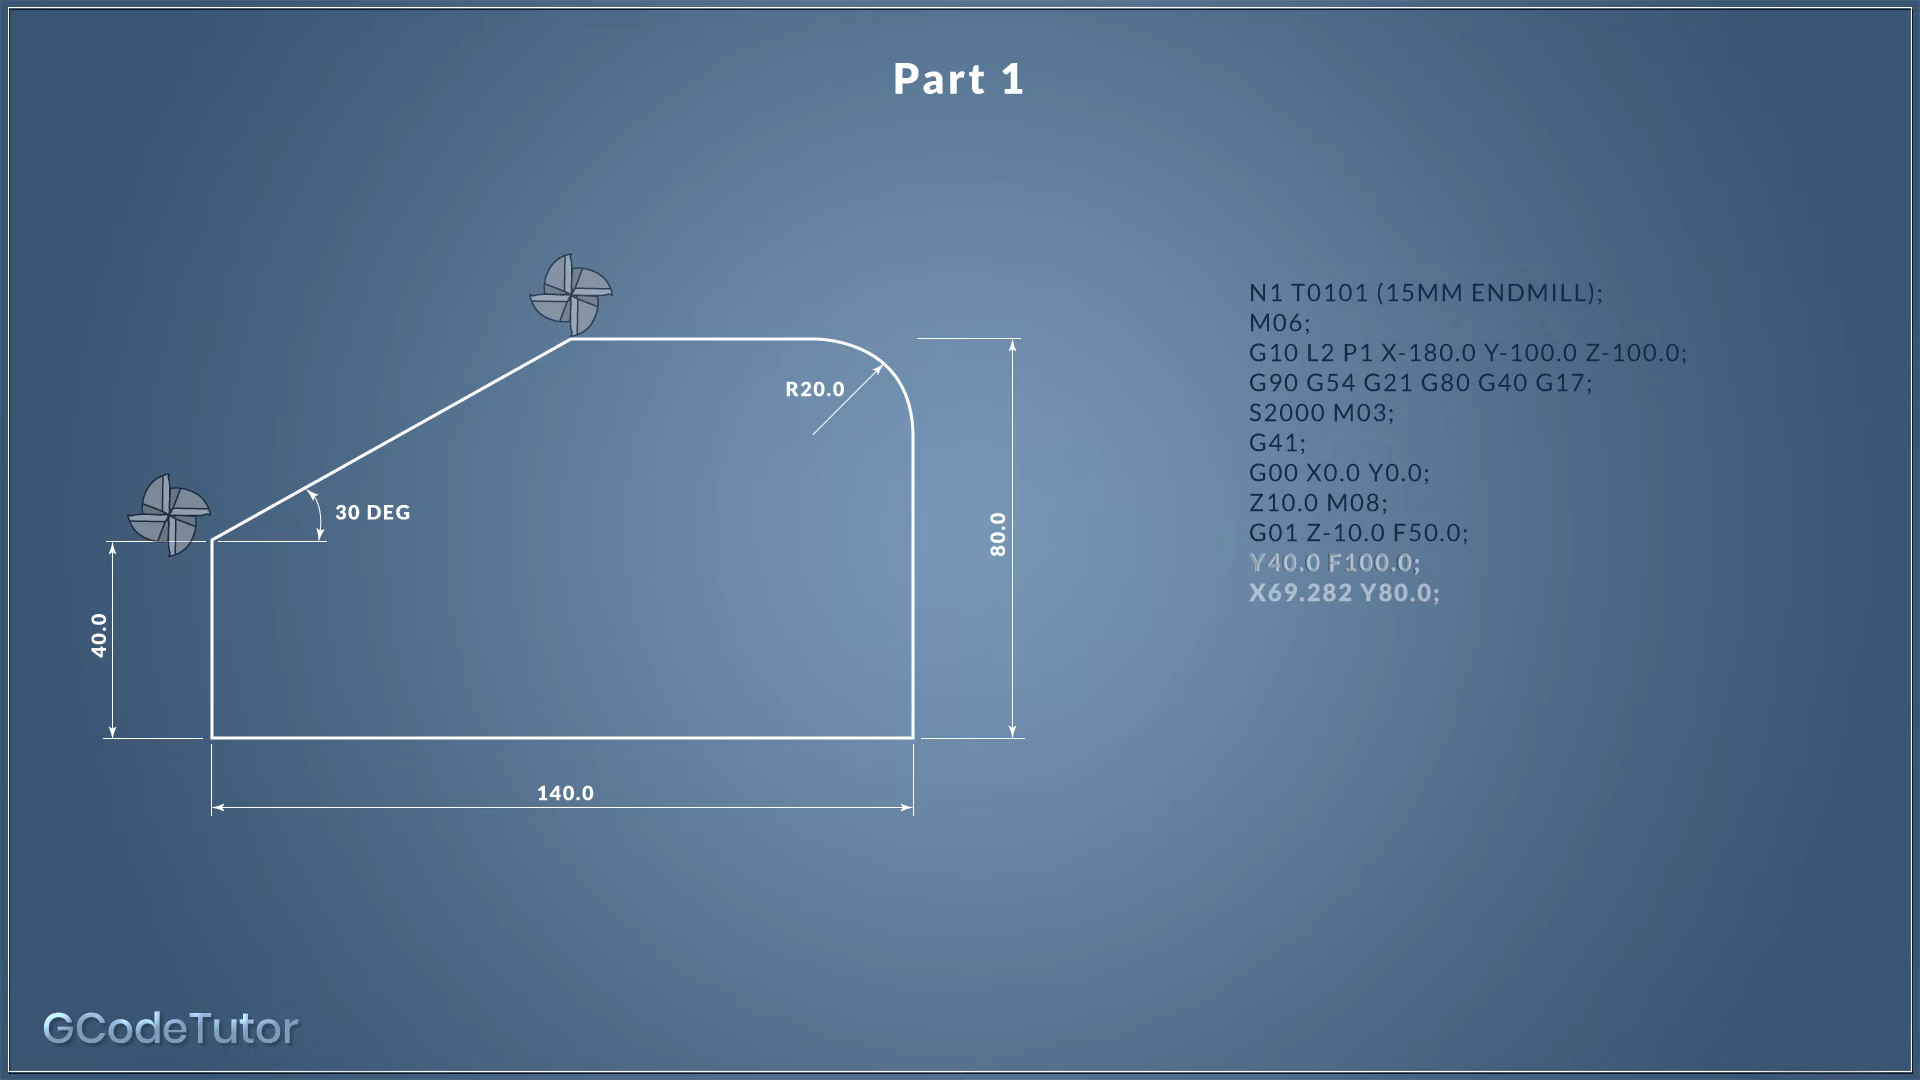 Part 1
R20.0
30 DEG
40.0
80.0
140.0
N1 T0101 (15MM ENDMILL);
M06;
G10 L2 P1 X-180.0 Y-100.0 Z-100.0;
G90 G54 G21 G80 G40 G17;
S2000 M03;
G41;
G00 X0.0 Y0.0;
Z10.0 M08;
G01 Z-10.0 F50.0;
Y40.0 F100.0;
X69.282 Y80.0;
GCodeTutor